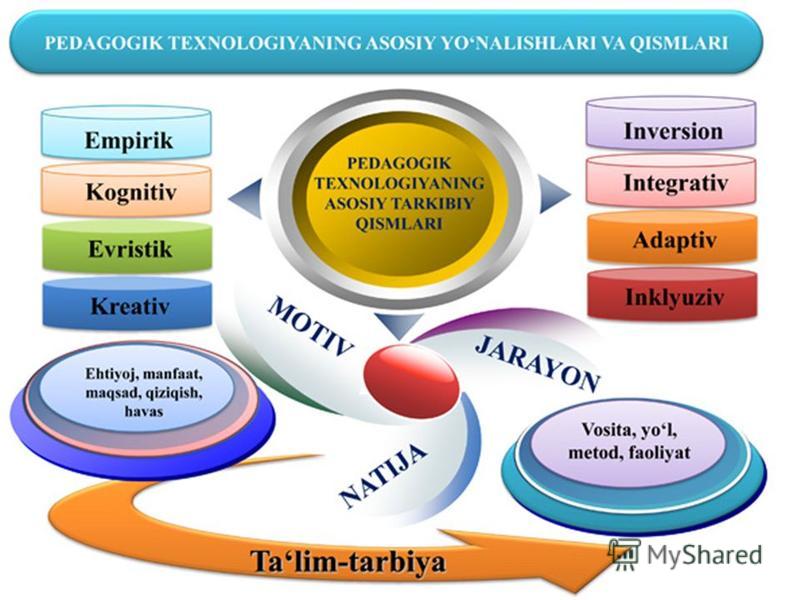 PEDAGOGIK TEXNOLOGIYANING ASOSIY YO‘NALISHLARI VA QISMLARI
Empirik
Kognitiv
Evristik
Kreativ
PEDAGOGIK
TEXNOLOGIYANING
ASOSIY TARKIBIY
QISMLARI
Inversion
Integrativ
Adaptiv
Inklyuziv
MOTIV
JARAYON
NATIJA
Ehtiyoj, manfaat,
maqsad, qiziqish,
havas
Vosita, yo‘l,
metod, faoliyat
Ta‘lim-tarbiya
MyShared